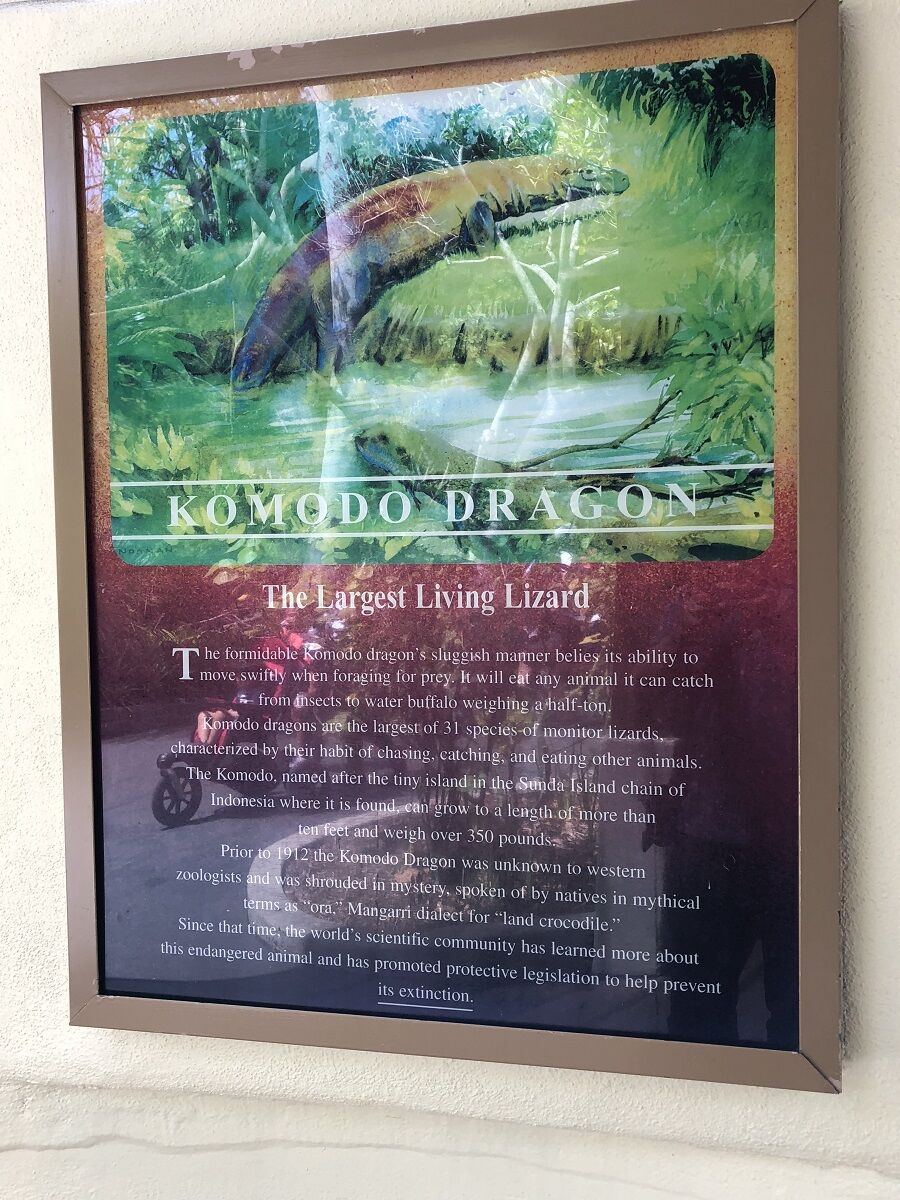 KOMODO DRAGON
NOONAN
The Largest Living Lizard
The formidable Komodo dragon's sluggish manner belies its ability to
move swiftly when foraging for prey. It will eat any animal it can catch
— from insects to water buffalo weighing a half-ton.
Komodo dragons are the largest of 31 species of monitor lizards,
characterized by their habit of chasing, catching, and eating other animals.
The Komodo, named after the tiny island in the Sunda Island chain of
Indonesia where it is found, can grow to a length of more than
ten feet and weigh over 350 pounds.
Prior to 1912 the Komodo Dragon was unknown to western
zoologists and was shrouded in mystery, spoken of by natives in mythical
terms as "ora," Mangarri dialect for "land crocodile."
Since that time, the world's scientific community has learned more about
this endangered animal and has promoted protective legislation to help prevent
its extinction.